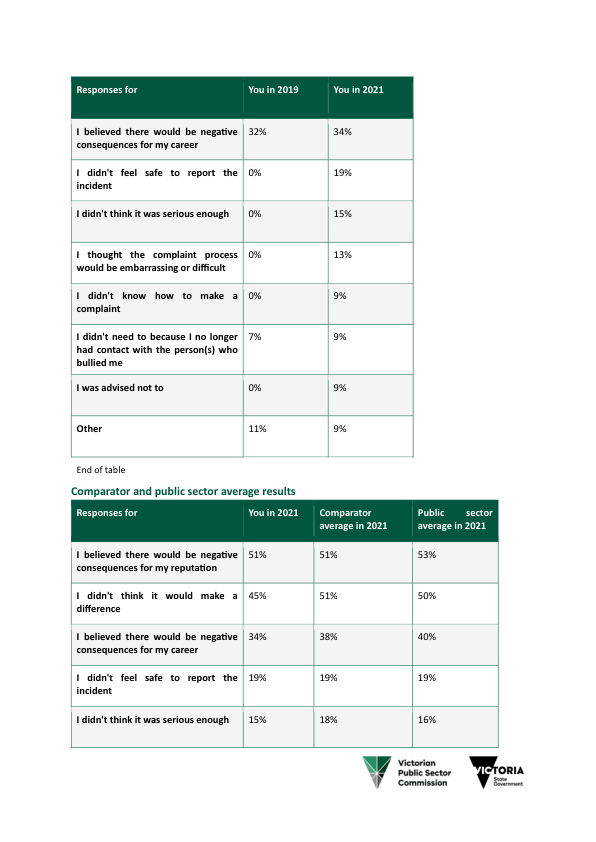 Responses for You in 2019 You in 2021
I believed there would be negative 32% 34%
consequences for my career
I didn't feel safe to report the 0% 19%
incident
I didn't think it was serious enough 0% 15%
I thought the complaint process 0% 13%
would be embarrassing or difficult
I didn't know how to make a 0% 9%
complaint
I didn't need to because I no longer 7% 9%
had contact with the person(s) who
bullied me
I was advised not to 0% 9%
Other 11% 9%
End of table
Comparator and public sector average results
Responses for You in 2021 Comparator Public sector
average in 2021 average in 2021
I believed there would be negative 51% 51% 53%
consequences for my reputation
I didn't think it would make a 45% 51% 50%
difference
I believed there would be negative 34% 38% 40%
consequences for my career
I didn't feel safe to report the 19% 19% 19%
incident
I didn't think it was serious enough 15% 18% 16%
Victorian
Public Sector
Commission
VICTORIA
State
Government